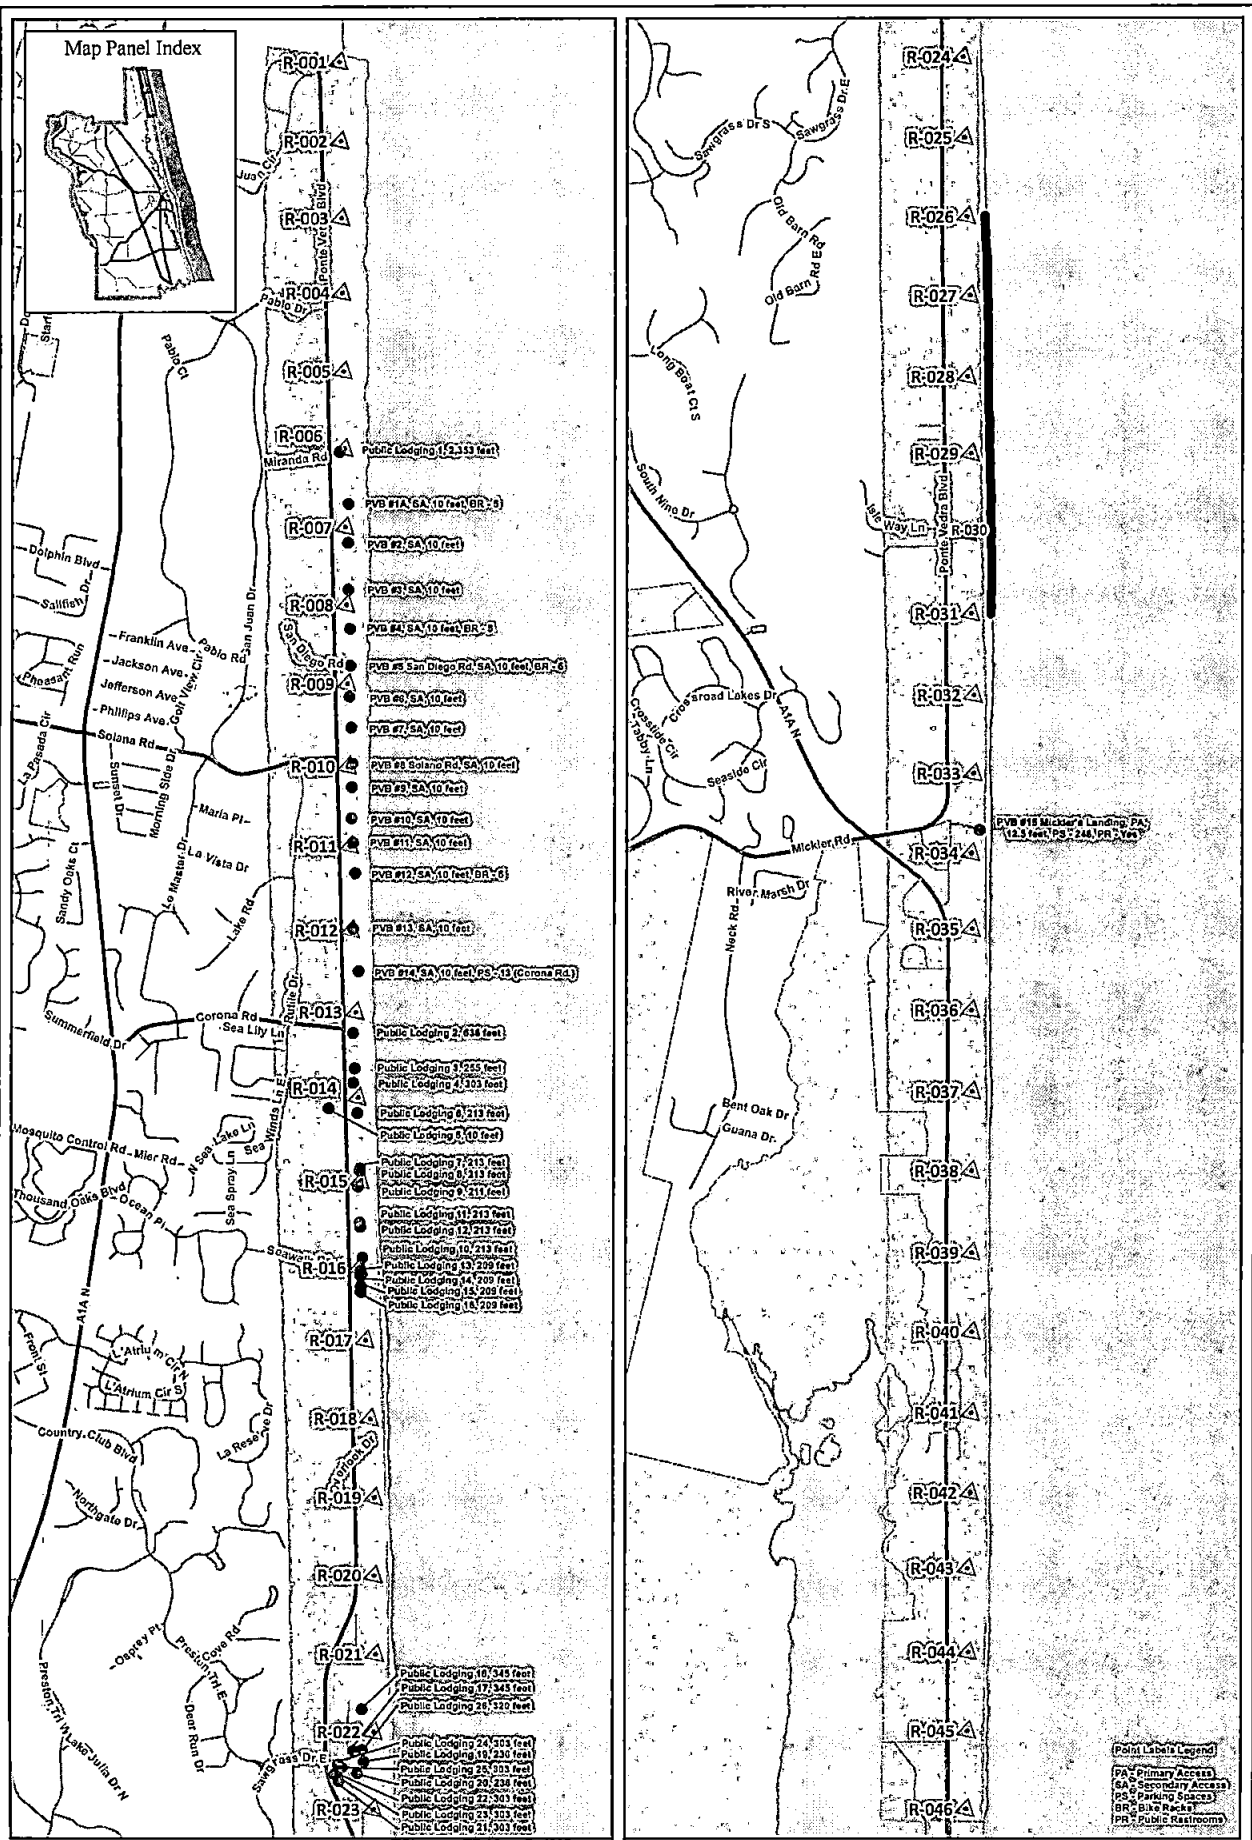 Map Panel Index
R-001
R-002
Juan Cir
R-003
Ponte Vedra Blvd
R-004
Pablo Dr
Pablo Ct
R-005
R-006
Miranda Rd
Public Lodging 1, 2,353 feet
PVB #1A, SA, 10 feet, BR - 5
R-007
PVB #2, SA, 10 feet
Dolphin Blvd
Sailfish Dr
PVB #3, SA, 10 feet
R-008
San Juan Dr
PVB #4, SA, 10 feet, BR - 5
Franklin Ave
Pablo Rd
San Diego Rd
Pheasant Run
Jackson Ave
PVB #5 San Diego Rd, SA, 10 feet, BR - 6
R-009
Jefferson Ave
Golf View Cir
PVB #6, SA, 10 feet
Philips Ave
PVB #7, SA, 10 feet
La Pasada Cir
Solana Rd
R-010
PVB #8 Solano Rd, SA, 10 feet
Sunset Dr
Morning Side Dr
PVB #9, SA, 10 feet
Maria Pl
PVB #10, SA, 10 feet
R-011
PVB #11, SA, 10 feet
La Vista Dr
Sandy Oaks Ct
Le Master Dr
PVB #12, SA, 10 feet, BR - 6
Lake Rd
R-012
PVB #13, SA, 10 feet
PVB #14, SA, 10 feet, PS - 13 (Corona Rd.)
Rutile Dr
R-013
Summerfield Dr
Corona Rd
Sea Lily Ln
Public Lodging 2, 638 feet
Public Lodging 3, 255 feet
Public Lodging 4, 303 feet
R-014
Public Lodging 6, 213 feet
Public Lodging 5, 10 feet
Mosquito Control Rd
Mier Rd
N Sea Lake Ln
Sea Winds Ln E
Public Lodging 7, 213 feet
Public Lodging 8, 213 feet
R-015
Public Lodging 9, 211 feet
Thousand Oaks Blvd
Ocean Pl
Sea Spray Ln
Public Lodging 11, 213 feet
Public Lodging 12, 213 feet
Public Lodging 10, 213 feet
R-016
Public Lodging 13, 209 feet
Public Lodging 14, 209 feet
Public Lodging 15, 209 feet
Public Lodging 16, 209 feet
A1A N
R-017
Front St
L'Atrium Cir N
L'Atrium Cir S
R-018
Country Club Blvd
La Reserve Dr
R-019
Northgate Dr
R-020
Osprey Pt
Preston Trl E
Cove Rd
R-021
Preston Trl W
Lake Julia Dr N
Deer Run Dr
Public Lodging 18, 345 feet
Public Lodging 17, 345 feet
Public Lodging 26, 320 feet
R-022
Sawgrass Dr E
Public Lodging 24, 303 feet
Public Lodging 19, 230 feet
Public Lodging 25, 303 feet
Public Lodging 20, 238 feet
Public Lodging 22, 303 feet
Public Lodging 23, 303 feet
Public Lodging 21, 303 feet
R-023
R-024
Sawgrass Dr S
Sawgrass Dr E
R-025
Old Barn Rd
R-026
Old Barn Rd E
R-027
Long Boat Ct S
R-028
R-029
South Nine Dr
Isle Way Ln
Ponte Vedra Blvd
R-030
R-031
Crossroad Lakes Dr
R-032
Crosstide Cir
Tabby Ln
A1A N
Seaside Cir
R-033
PVB #15 Mickler's Landing, PA,
12.5 feet, PS - 248, PR - Yes
Mickler Rd
R-034
River Marsh Dr
Neck Rd
R-035
R-036
R-037
Bent Oak Dr
Guana Dr
R-038
R-039
R-040
R-041
R-042
R-043
R-044
R-045
R-046
Point Labels Legend
PA - Primary Access
SA - Secondary Access
PS - Parking Spaces
BR - Bike Racks
PR - Public Restrooms